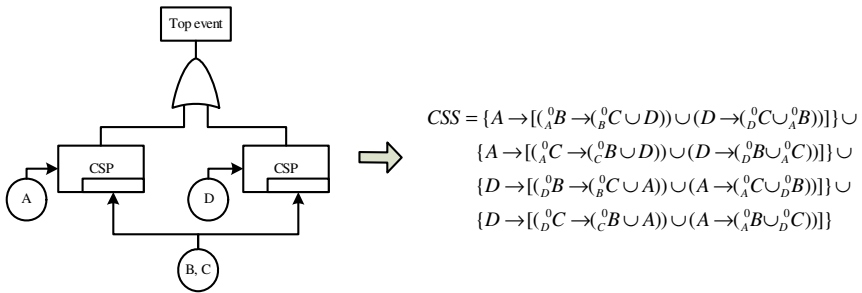 Top event
CSP
CSP
A
D
B, C
CSS = {A →[(⁰_A B →(⁰_B C ∪ D)) ∪ (D →(⁰_D C ∪ ⁰_A B))]} ∪
{A →[(⁰_A C →(⁰_C B ∪ D)) ∪ (D →(⁰_D B ∪ ⁰_A C))]} ∪
{D →[(⁰_D B →(⁰_B C ∪ A)) ∪ (A →(⁰_A C ∪ ⁰_D B))]} ∪
{D →[(⁰_D C →(⁰_C B ∪ A)) ∪ (A →(⁰_A B ∪ ⁰_D C))]}